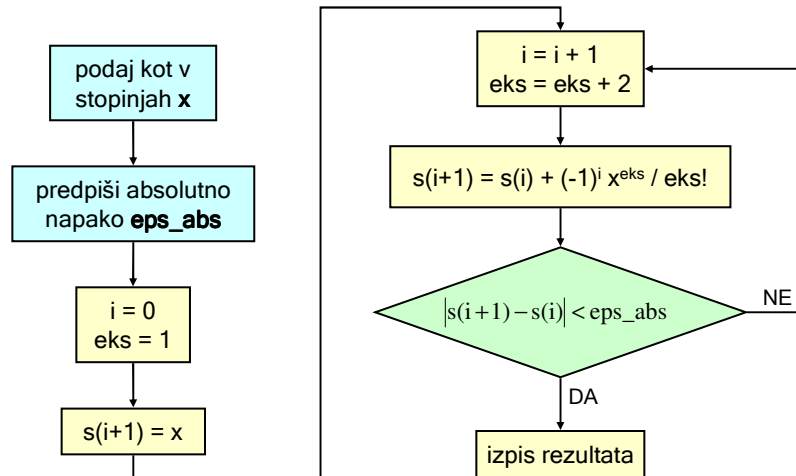 podaj kot v
stopinjah x
predpiši absolutno
napako eps_abs
i = 0
eks = 1
s(i+1) = x
i = i + 1
eks = eks + 2
s(i+1) = s(i) + (-1)ⁱ xᵉᵏˢ / eks!
|s(i+1) − s(i)| < eps_abs
NE
DA
izpis rezultata